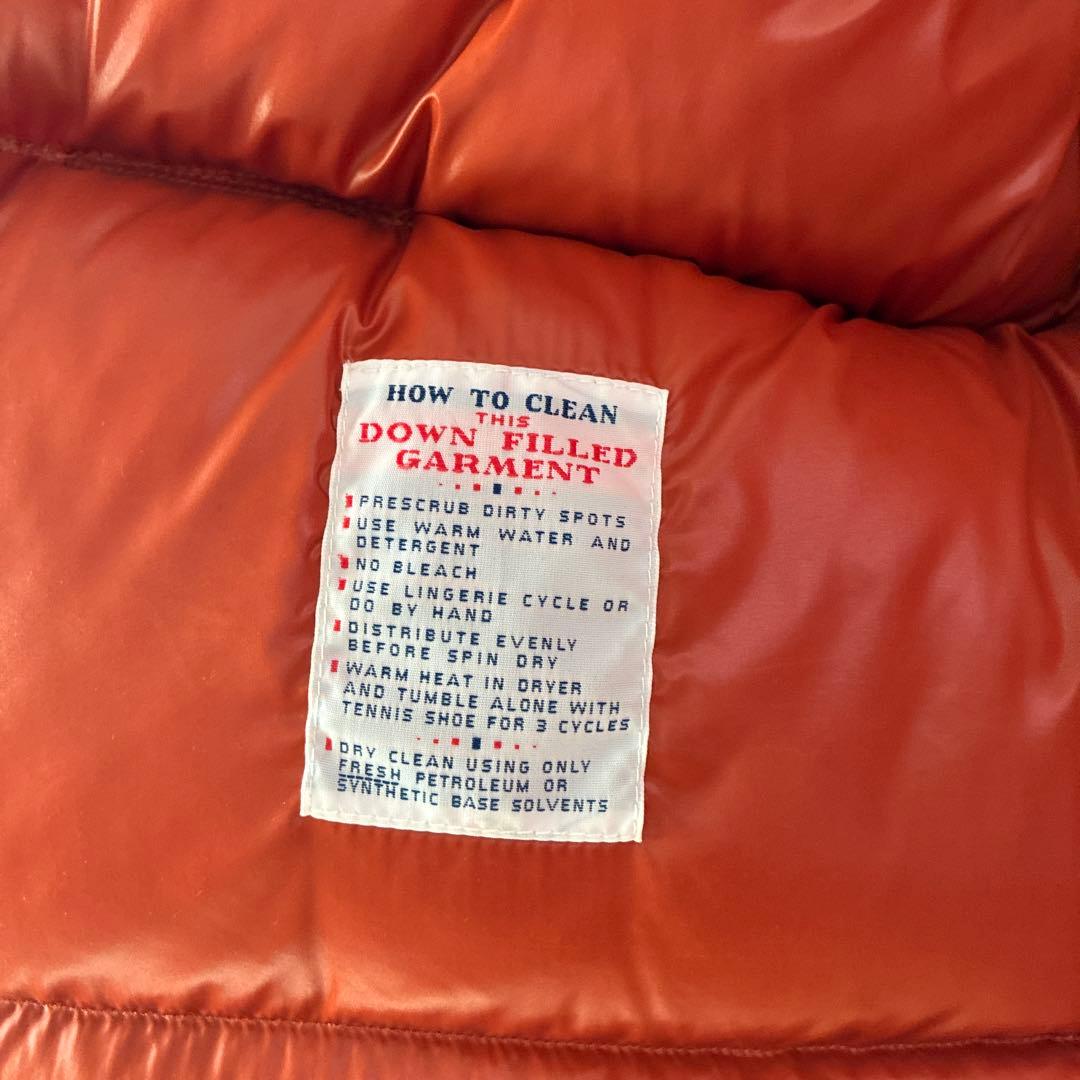 HOW TO CLEAN
THIS
DOWN FILLED
GARMENT
PRESCRUB DIRTY SPOTS
USE WARM WATER AND
DETERGENT
NO BLEACH
USE LINGERIE CYCLE OR
DO BY HAND
DISTRIBUTE EVENLY
BEFORE SPIN DRY
WARM HEAT IN DRYER
AND TUMBLE ALONE WITH
TENNIS SHOE FOR 3 CYCLES
DRY CLEAN USING ONLY
FRESH PETROLEUM OR
SYNTHETIC BASE SOLVENTS